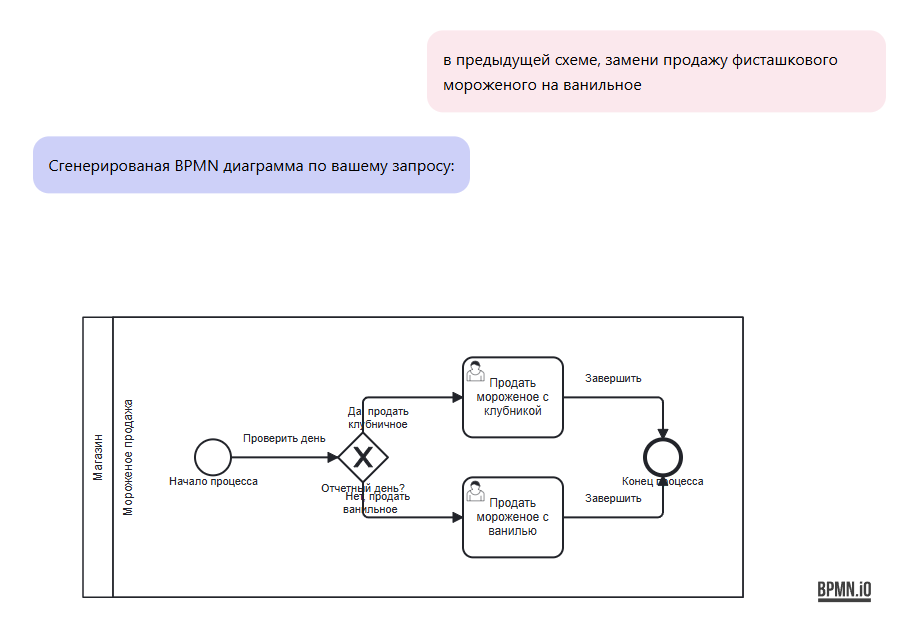 в предыдущей схеме, замени продажу фисташкового
мороженого на ванильное
Сгенерированая BPMN диаграмма по вашему запросу:
Магазин
Мороженое продажа
Начало процесса
Проверить день
Да, продать
клубничное
Отчетный день?
Нет, продать
ванильное
Продать
мороженое с
клубникой
Завершить
Продать
мороженое с
ванилью
Завершить
Конец процесса
BPMN.iO